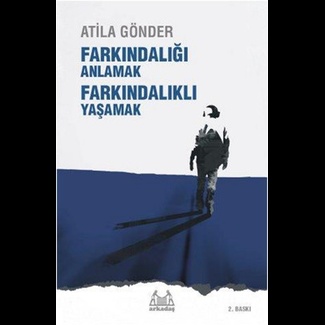 ATİLA GÖNDER
FARKINDALIĞI
ANLAMAK
FARKINDALIKLI
YAŞAMAK
arkadaş
2. BASKI